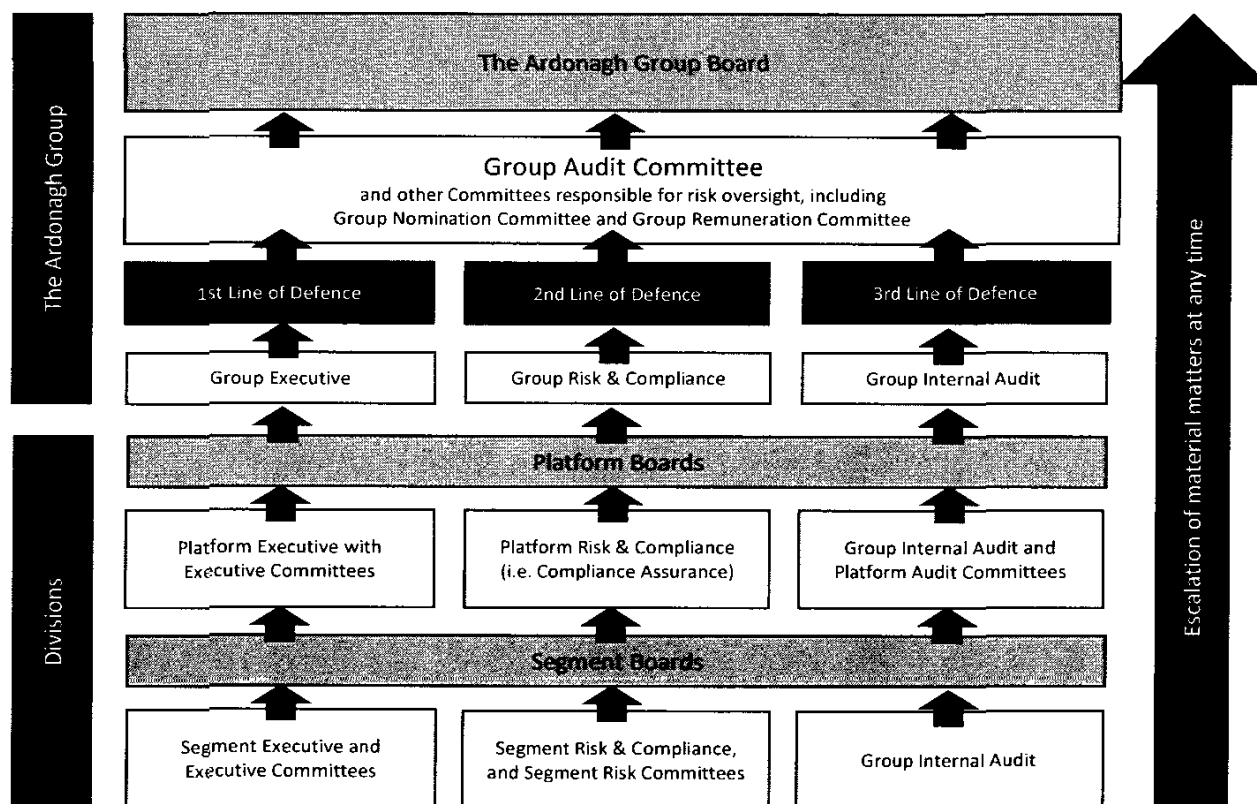 The Ardonagh Group
The Ardonagh Group Board
Group Audit Committee
and other Committees responsible for risk oversight, including
Group Nomination Committee and Group Remuneration Committee
1st Line of Defence
2nd Line of Defence
3rd Line of Defence
Group Executive
Group Risk & Compliance
Group Internal Audit
Divisions
Platform Boards
Platform Executive with
Executive Committees
Platform Risk & Compliance
(i.e. Compliance Assurance)
Group Internal Audit and
Platform Audit Committees
Segment Boards
Segment Executive and
Executive Committees
Segment Risk & Compliance,
and Segment Risk Committees
Group Internal Audit
Escalation of material matters at any time